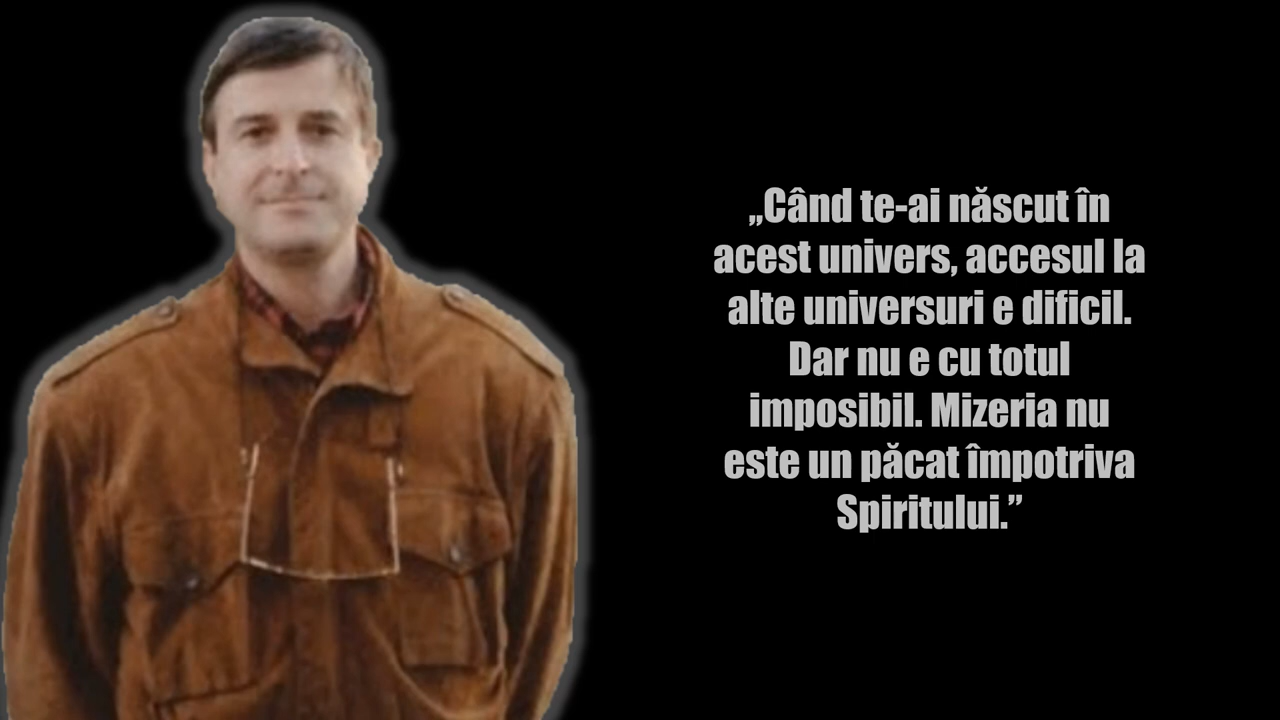 „Când te-ai născut în
acest univers, accesul la
alte universuri e dificil.
Dar nu e cu totul
imposibil. Mizeria nu
este un păcat împotriva
Spiritului.”